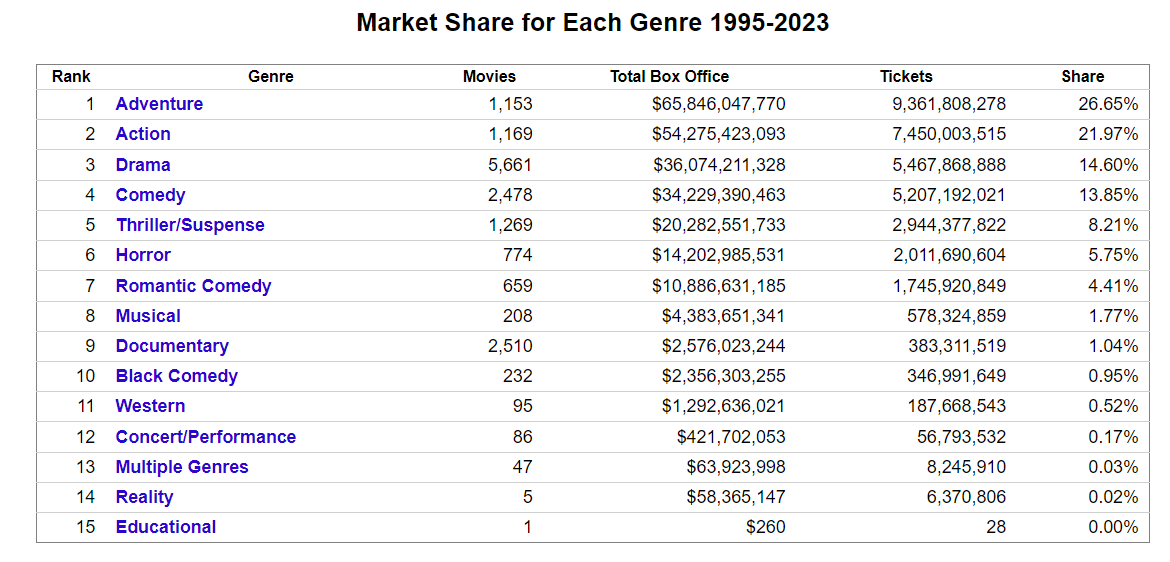 Market Share for Each Genre 1995-2023
Rank Genre Movies Total Box Office Tickets Share
1 Adventure 1,153 $65,846,047,770 9,361,808,278 26.65%
2 Action 1,169 $54,275,423,093 7,450,003,515 21.97%
3 Drama 5,661 $36,074,211,328 5,467,868,888 14.60%
4 Comedy 2,478 $34,229,390,463 5,207,192,021 13.85%
5 Thriller/Suspense 1,269 $20,282,551,733 2,944,377,822 8.21%
6 Horror 774 $14,202,985,531 2,011,690,604 5.75%
7 Romantic Comedy 659 $10,886,631,185 1,745,920,849 4.41%
8 Musical 208 $4,383,651,341 578,324,859 1.77%
9 Documentary 2,510 $2,576,023,244 383,311,519 1.04%
10 Black Comedy 232 $2,356,303,255 346,991,649 0.95%
11 Western 95 $1,292,636,021 187,668,543 0.52%
12 Concert/Performance 86 $421,702,053 56,793,532 0.17%
13 Multiple Genres 47 $63,923,998 8,245,910 0.03%
14 Reality 5 $58,365,147 6,370,806 0.02%
15 Educational 1 $260 28 0.00%